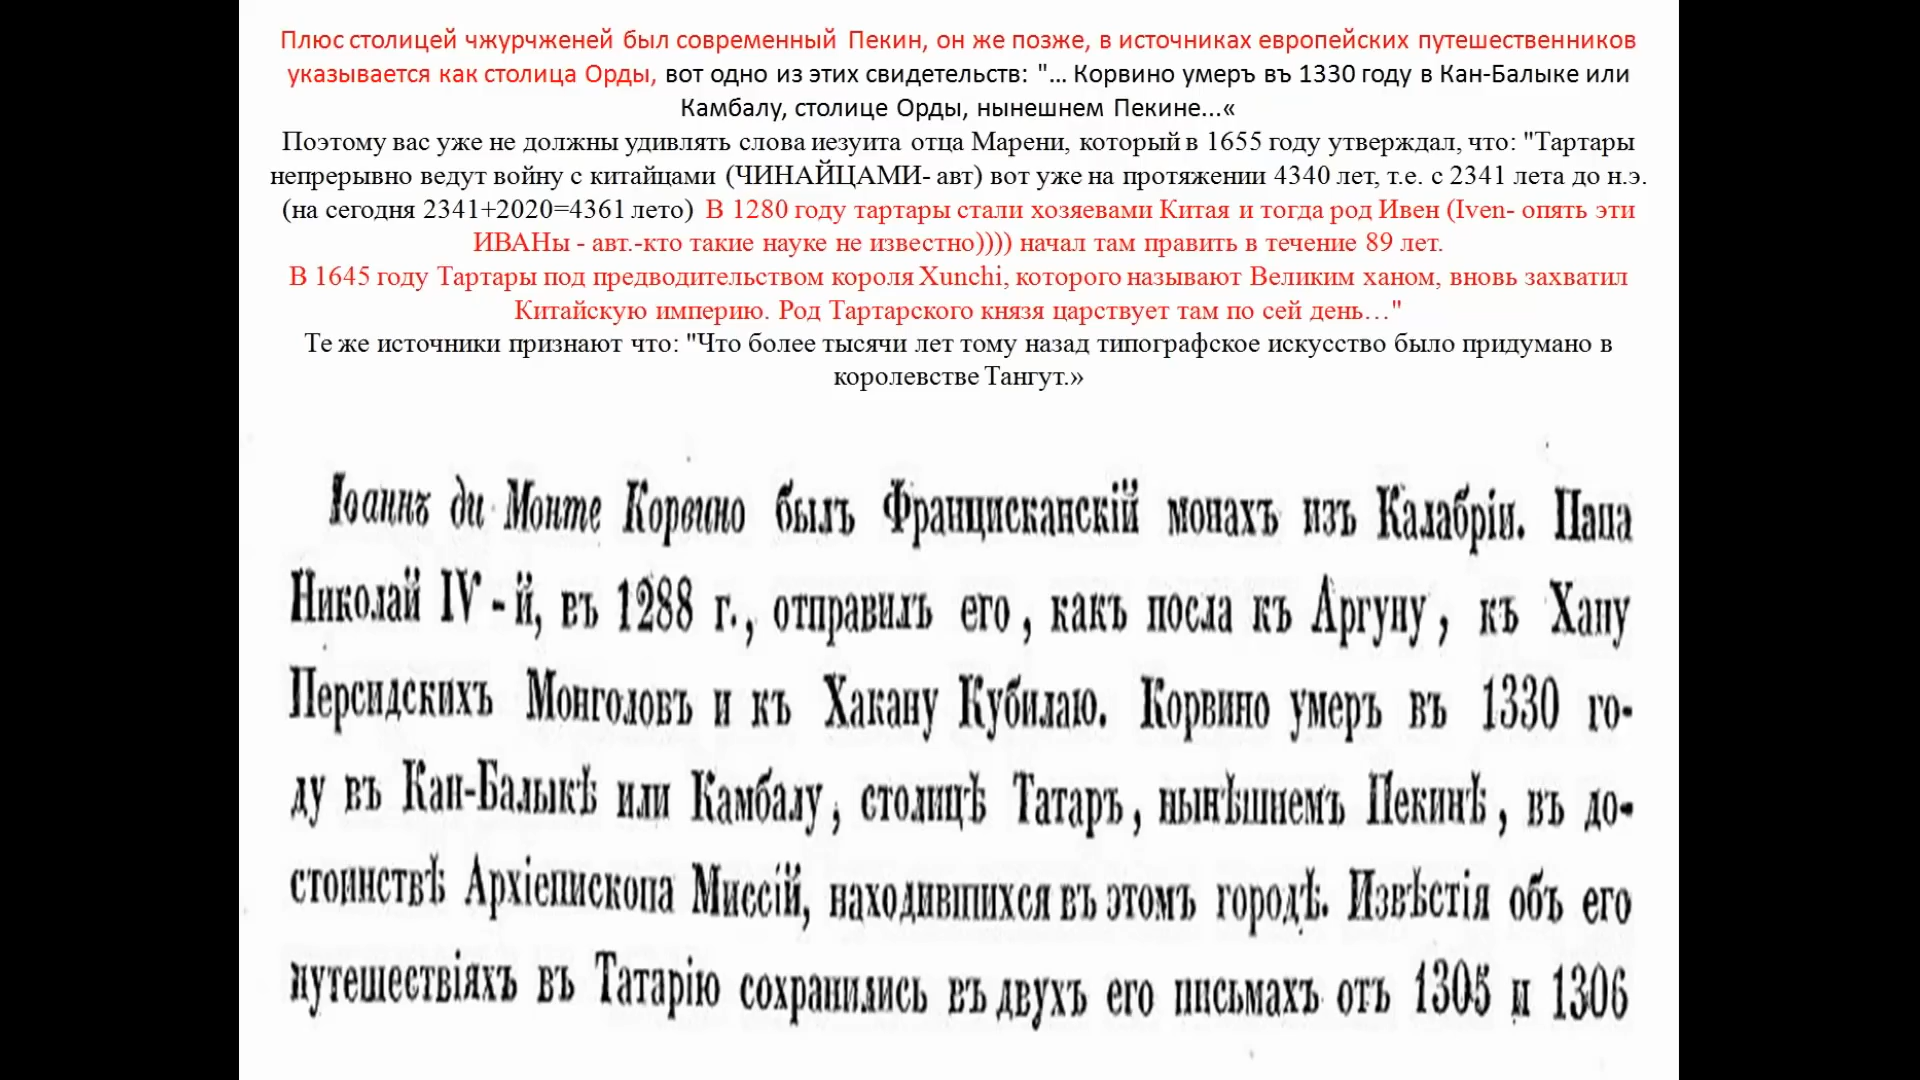 Плюс столицей чжурчженей был современный Пекин, он же позже, в источниках европейских путешественников
указывается как столица Орды, вот одно из этих свидетельств: "... Корвино умеръ въ 1330 году в Кан-Балыке или
Камбалу, столице Орды, нынешнем Пекине...«
Поэтому вас уже не должны удивлять слова иезуита отца Марени, который в 1655 году утверждал, что: "Тартары
непрерывно ведут войну с китайцами (ЧИНАЙЦАМИ- авт) вот уже на протяжении 4340 лет, т.е. с 2341 лета до н.э.
(на сегодня 2341+2020=4361 лето) В 1280 году тартары стали хозяевами Китая и тогда род Ивен (Iven- опять эти
ИВАНы - авт.-кто такие науке не известно)))) начал там править в течение 89 лет.
В 1645 году Тартары под предводительством короля Xunchi, которого называют Великим ханом, вновь захватил
Китайскую империю. Род Тартарского князя царствует там по сей день…"
Те же источники признают что: "Что более тысячи лет тому назад типографское искусство было придумано в
королевстве Тангут.»
Іоаннъ ди Монте Корвино былъ Францисканскій монахъ изъ Калабріи. Папа
Николай IV-й, въ 1288 г., отправилъ его, какъ посла къ Аргуну, къ Хану
Персидскихъ Монголовъ и къ Хакану Кубилаю. Корвино умеръ въ 1330 го-
ду въ Кан-Балыкѣ или Камбалу, столицѣ Татаръ, нынѣшнемъ Пекинѣ, въ до-
стоинствѣ Архіепископа Миссій, находившихся въ этомъ городѣ. Извѣстія объ его
путешествіяхъ въ Татарію сохранились въ двухъ его письмахъ отъ 1305 и 1306